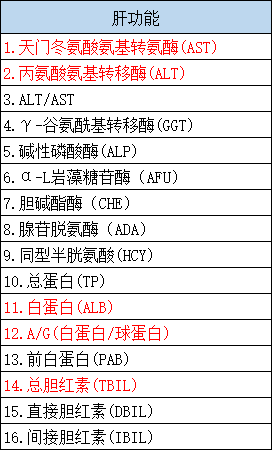 肝功能
1.天门冬氨酸氨基转氨酶(AST)
2.丙氨酸氨基转移酶(ALT)
3.ALT/AST
4.γ-谷氨酰基转移酶(GGT)
5.碱性磷酸酶(ALP)
6.α-L岩藻糖苷酶（AFU）
7.胆碱酯酶（CHE）
8.腺苷脱氨酶（ADA）
9.同型半胱氨酸(HCY)
10.总蛋白(TP)
11.白蛋白(ALB)
12.A/G(白蛋白/球蛋白)
13.前白蛋白(PAB)
14.总胆红素(TBIL)
15.直接胆红素(DBIL)
16.间接胆红素(IBIL)